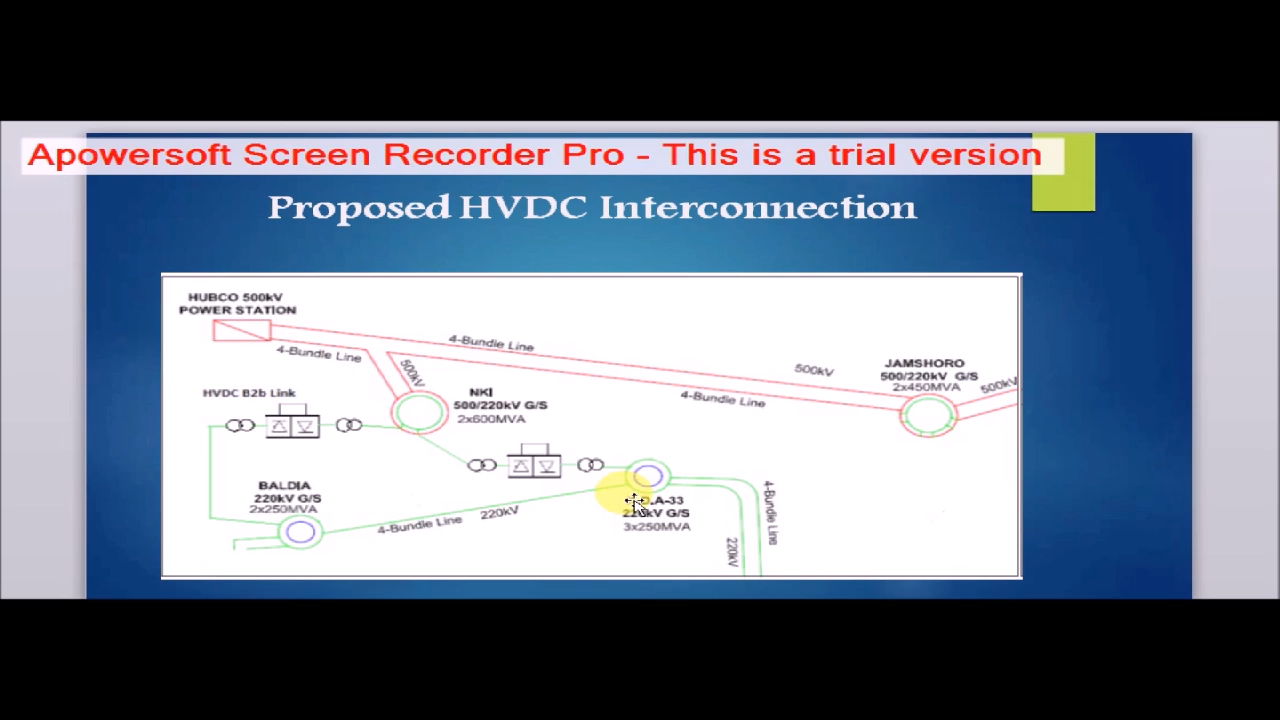 Apowersoft Screen Recorder Pro - This is a trial version
Proposed HVDC Interconnection
HUBCO 500kV
POWER STATION
4-Bundle Line
4-Bundle Line
500kV
500kV
4-Bundle Line
JAMSHORO
500/220kV G/S
2x450MVA
500kV
HVDC B2b Link
NKI
500/220kV G/S
2x600MVA
BALDIA
220kV G/S
2x250MVA
4-Bundle Line
220kV
220kV G/S
3x250MVA
4-Bundle Line
220kV